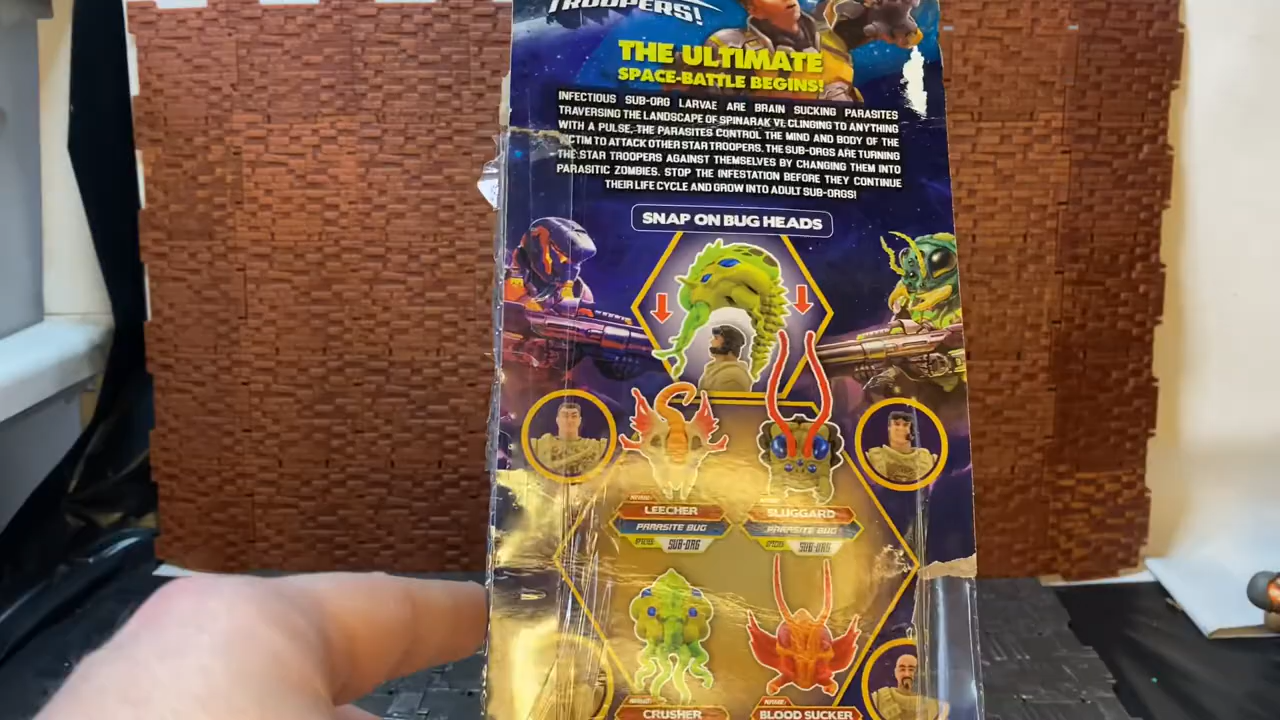 TROOPERS!
THE ULTIMATE
SPACE-BATTLE BEGINS!
INFECTIOUS SUB-ORG LARVAE ARE BRAIN SUCKING PARASITES
TRAVERSING THE LANDSCAPE OF SPINARAK VI, CLINGING TO ANYTHING
WITH A PULSE, THE PARASITES CONTROL THE MIND AND BODY OF THE
VICTIM TO ATTACK OTHER STAR TROOPERS. THE SUB-ORGS ARE TURNING
THE STAR TROOPERS AGAINST THEMSELVES BY CHANGING THEM INTO
PARASITIC ZOMBIES. STOP THE INFESTATION BEFORE THEY CONTINUE
THEIR LIFE CYCLE AND GROW INTO ADULT SUB-ORGS!
SNAP ON BUG HEADS
LEECHER
PARASITE BUG
SPECIES: SUB-ORG
SLUGGARD
PARASITE BUG
SPECIES: SUB-ORG
CRUSHER
BLOOD SUCKER